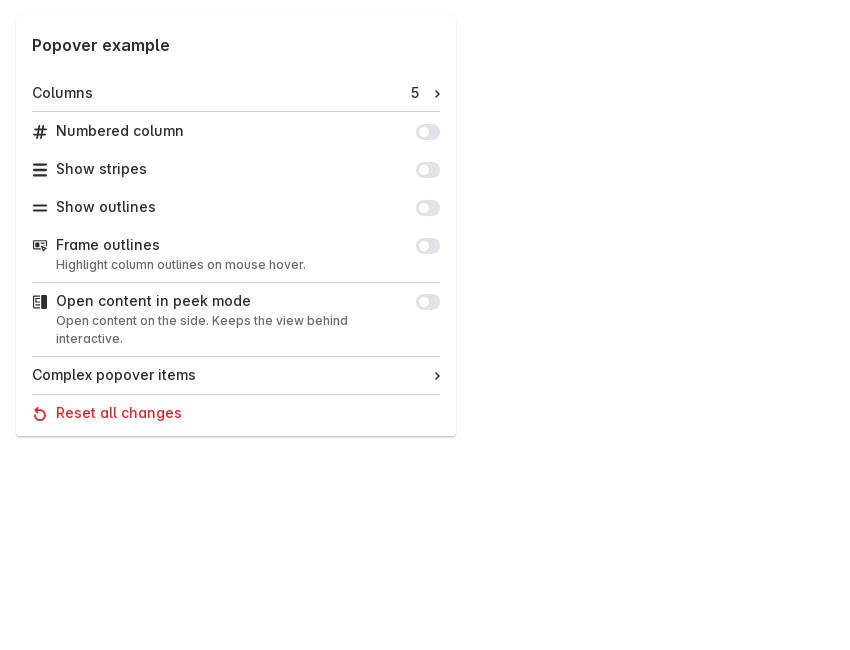 Popover example
Columns 5
Numbered column
Show stripes
Show outlines
Frame outlines
Highlight column outlines on mouse hover.
Open content in peek mode
Open content on the side. Keeps the view behind
interactive.
Complex popover items
Reset all changes